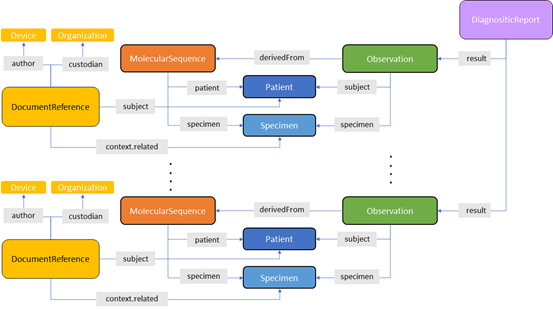 DiagnositicReport
Device
Organization
author
custodian
MolecularSequence
derivedFrom
Observation
result
patient
Patient
subject
DocumentReference
subject
specimen
Specimen
specimen
context.related
Device
Organization
author
custodian
MolecularSequence
derivedFrom
Observation
result
patient
Patient
subject
DocumentReference
subject
specimen
Specimen
specimen
context.related